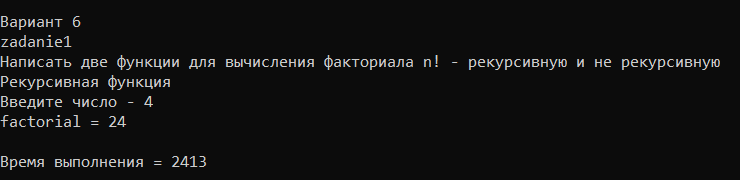 Вариант 6
zadanie1
Написать две функции для вычисления факториала n! - рекурсивную и не рекурсивную
Рекурсивная функция
Введите число - 4
factorial = 24
Время выполнения = 2413